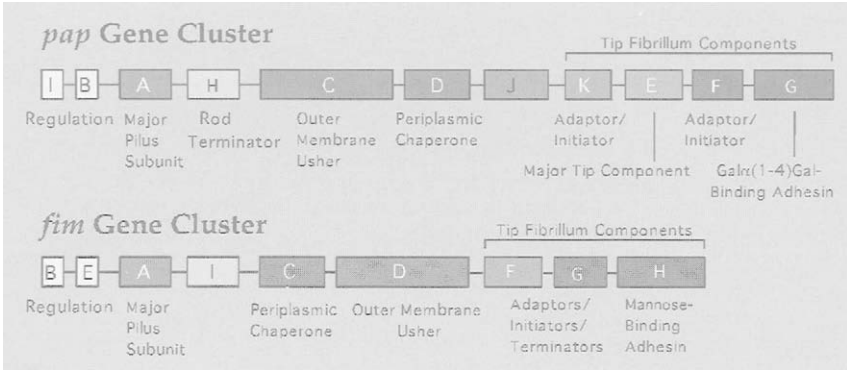 pap Gene Cluster
Tip Fibrillum Components
I B A H C D J K E F G
Regulation Major Pilus Subunit
Rod Terminator
Outer Membrane Usher
Periplasmic Chaperone
Adaptor/ Initiator
Major Tip Component
Adaptor/ Initiator
Galα(1-4)Gal- Binding Adhesin
fim Gene Cluster
Tip Fibrillum Components
B E A I C D F G H
Regulation Major Pilus Subunit
Periplasmic Chaperone
Outer Membrane Usher
Adaptors/ Initiators/ Terminators
Mannose- Binding Adhesin